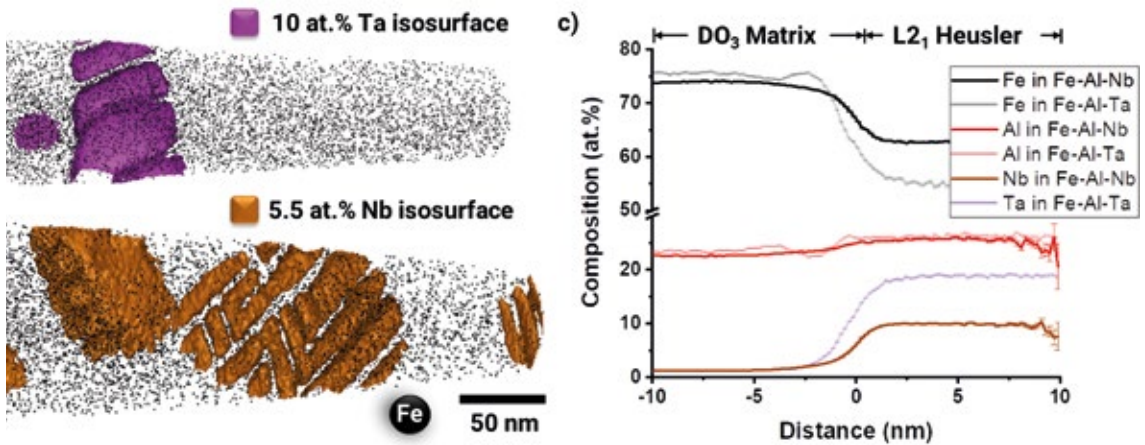 10 at.% Ta isosurface
5.5 at.% Nb isosurface
Fe
50 nm
c)
DO₃ Matrix
L2₁ Heusler
Fe in Fe-Al-Nb
Fe in Fe-Al-Ta
Al in Fe-Al-Nb
Al in Fe-Al-Ta
Nb in Fe-Al-Nb
Ta in Fe-Al-Ta
Composition (at.%)
80
70
60
50
20
10
0
-10
-5
0
5
10
Distance (nm)